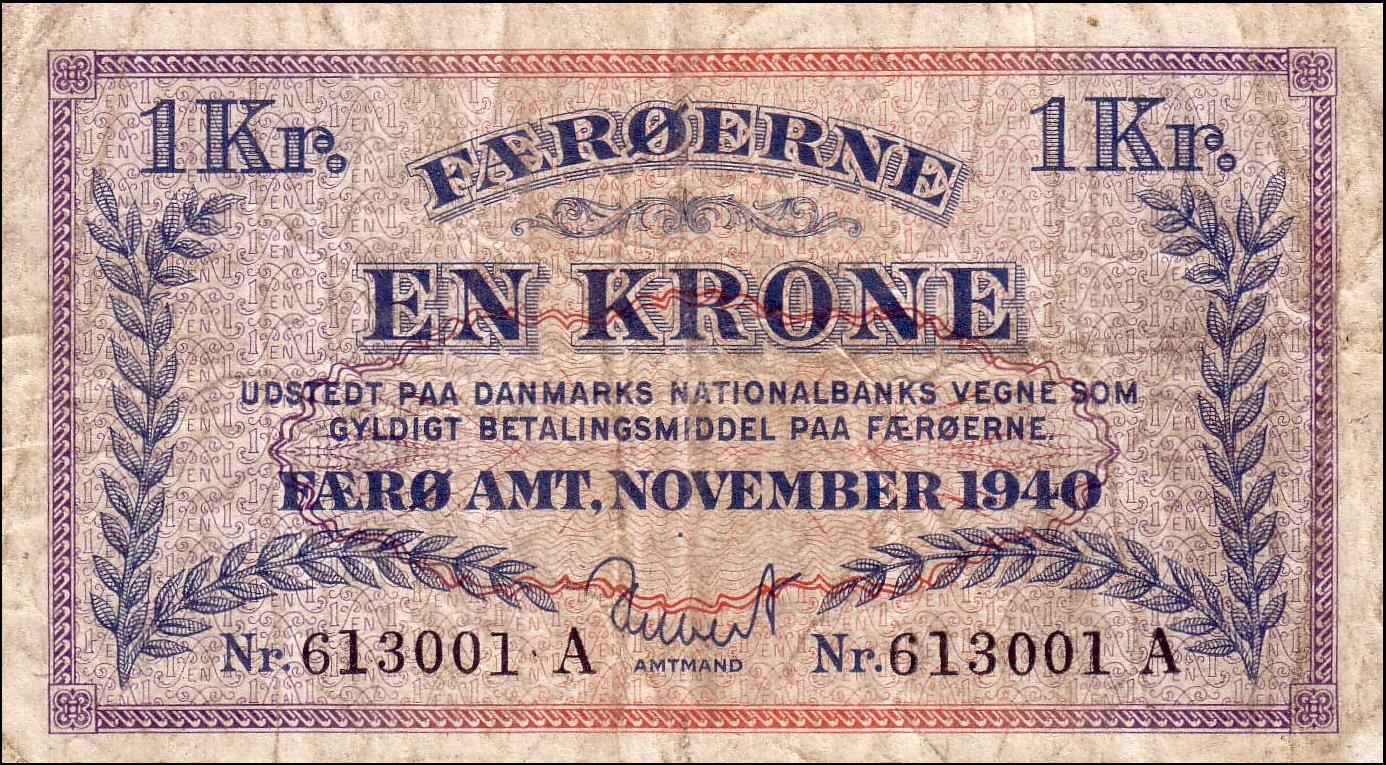 1 Kr. 1 Kr.
FÆRØERNE
EN KRONE
UDSTEDT PAA DANMARKS NATIONALBANKS VEGNE SOM
GYLDIGT BETALINGSMIDDEL PAA FÆRØERNE.
FÆRØ AMT, NOVEMBER 1940
Nr. 613001 A Nr. 613001 A
AMTMAND